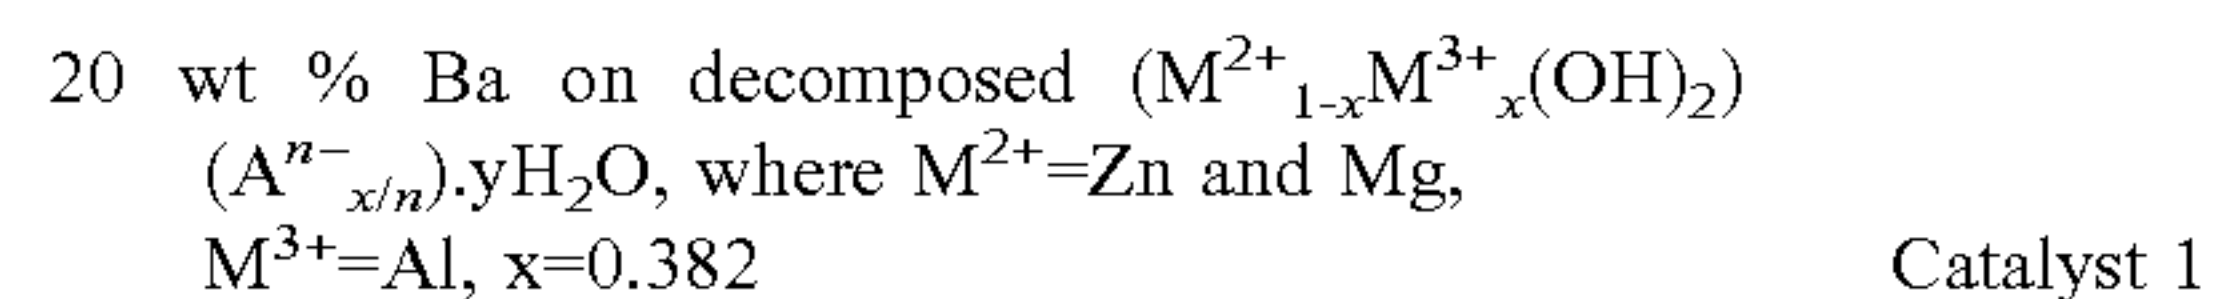 20 wt % Ba on decomposed (M²⁺₁₋ₓM³⁺ₓ(OH)₂)
(Aⁿ⁻ₓ/ₙ).yH₂O, where M²⁺=Zn and Mg,
M³⁺=Al, x=0.382 Catalyst 1